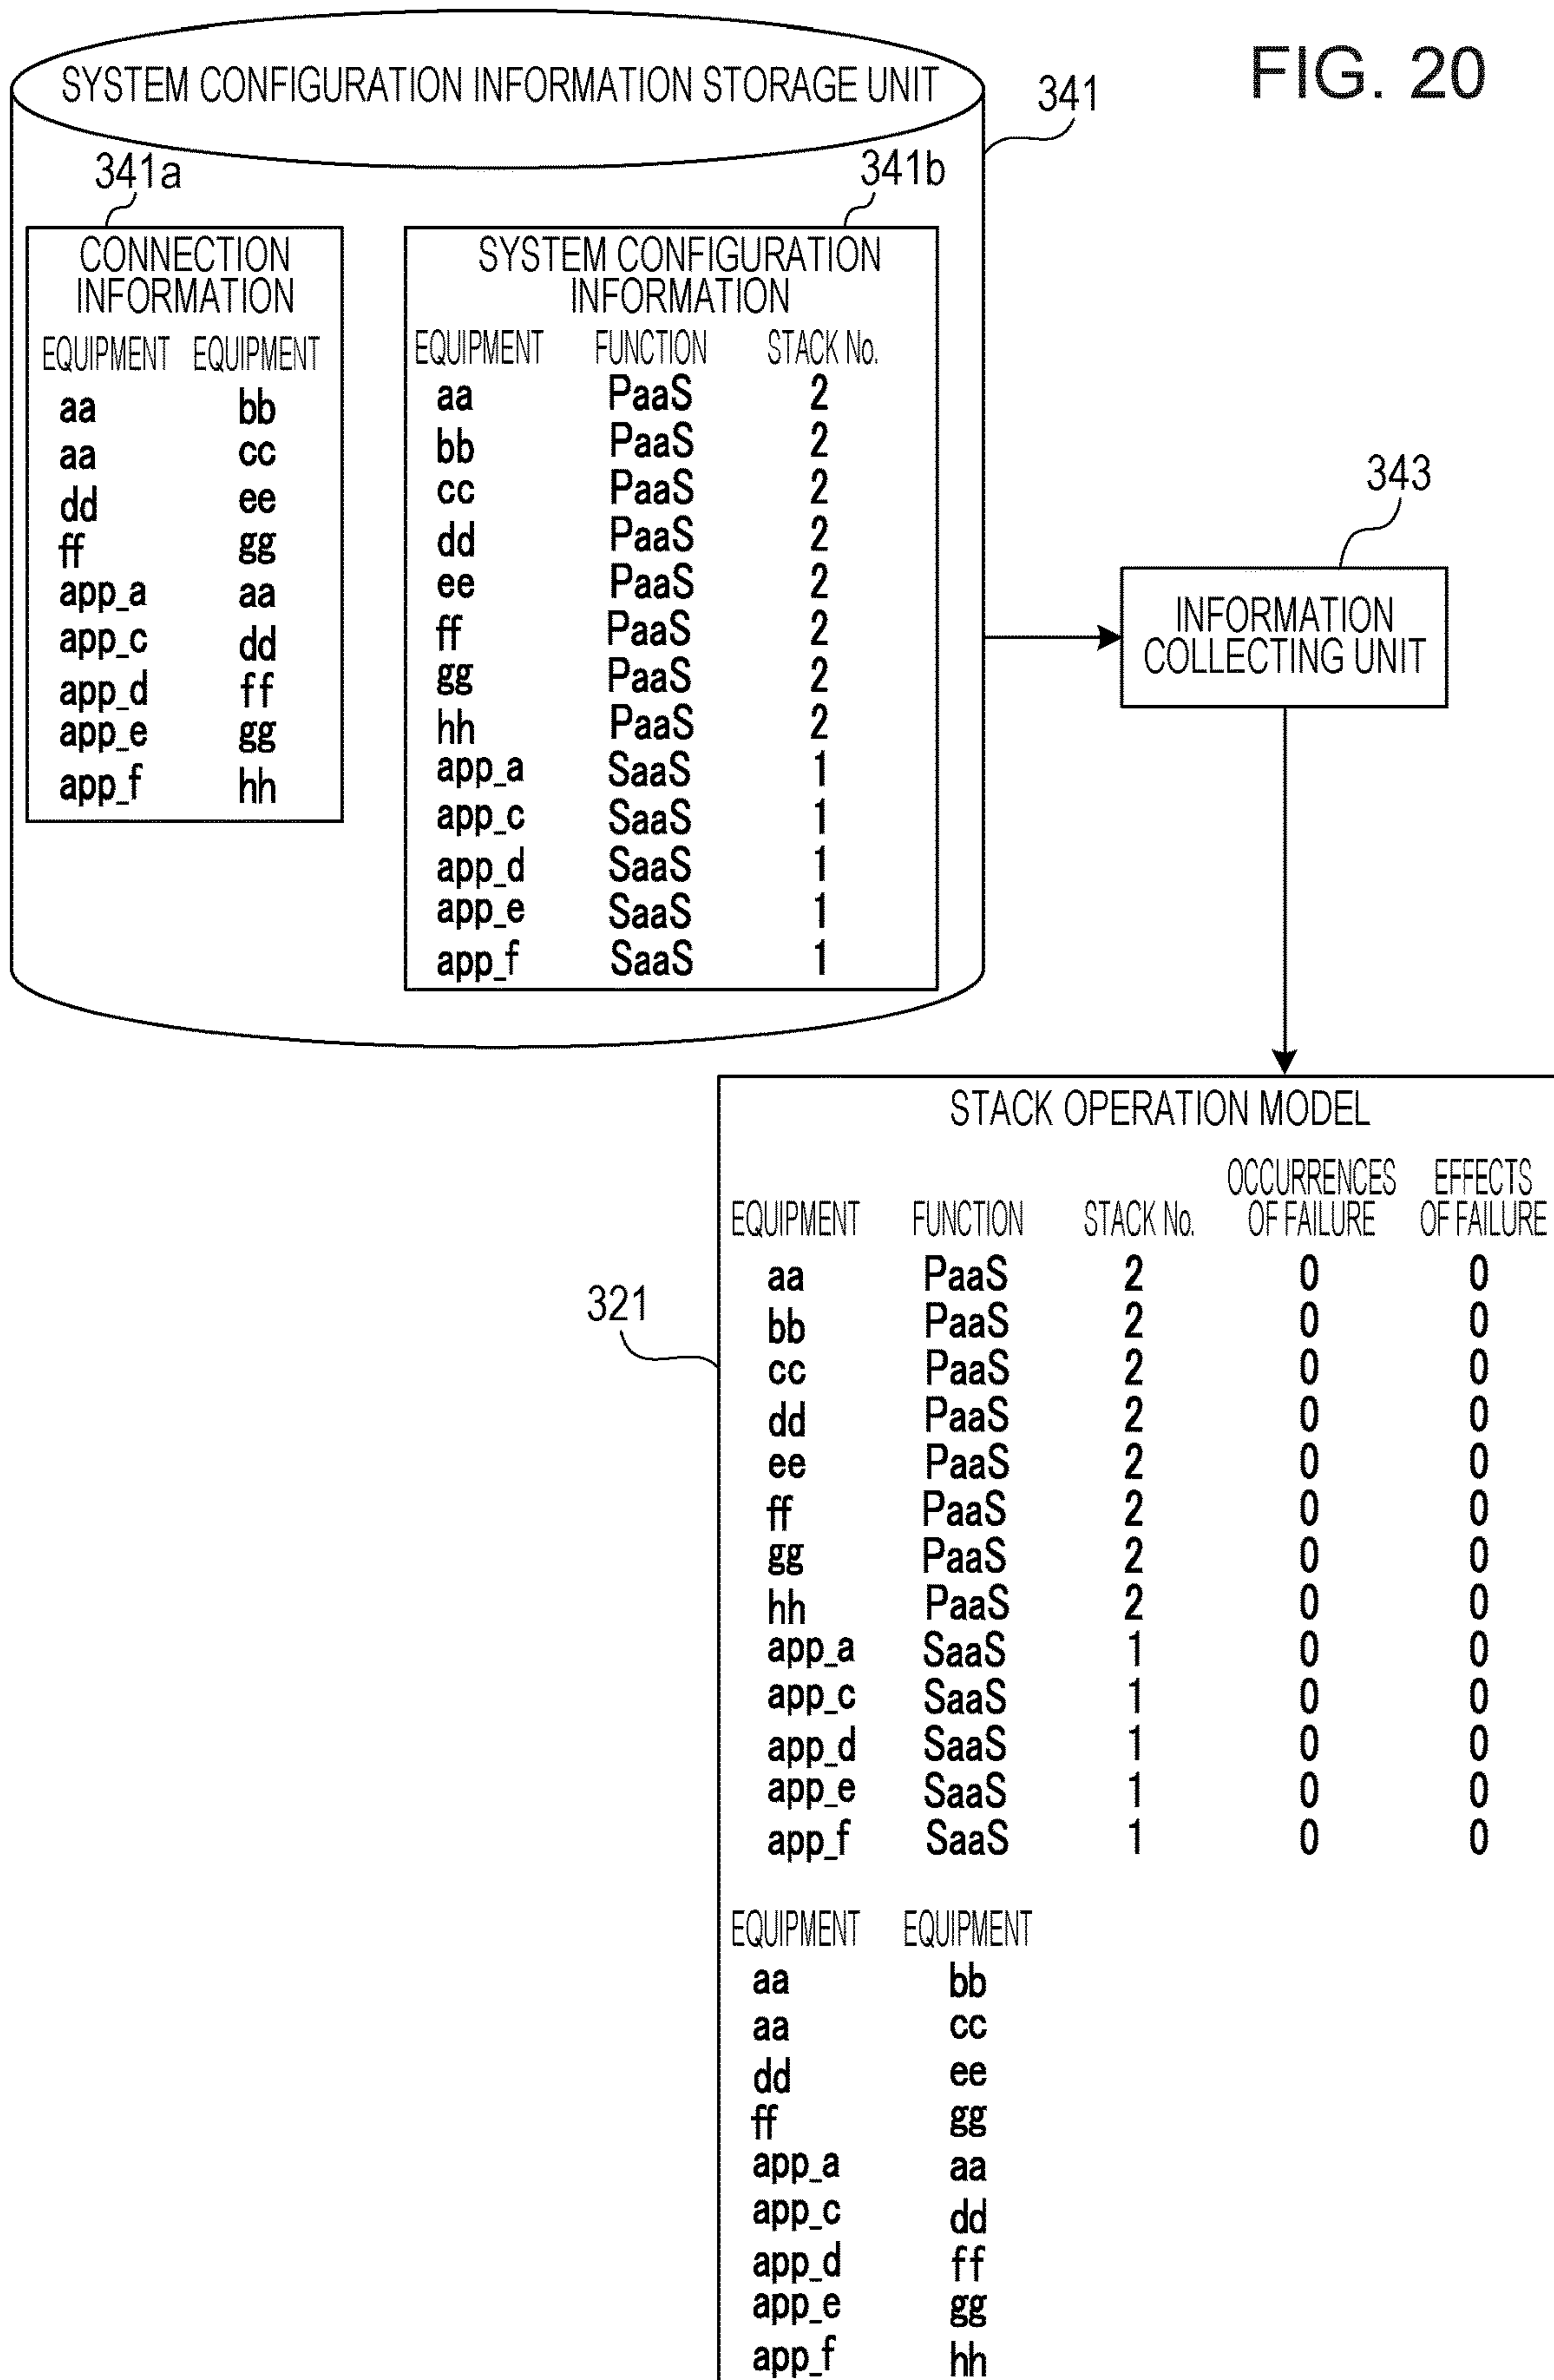 FIG. 20
SYSTEM CONFIGURATION INFORMATION STORAGE UNIT
341
341a
341b
CONNECTION
INFORMATION
EQUIPMENT EQUIPMENT
aa bb
aa cc
dd ee
ff gg
app_a aa
app_c dd
app_d ff
app_e gg
app_f hh
SYSTEM CONFIGURATION
INFORMATION
EQUIPMENT FUNCTION STACK No.
aa PaaS 2
bb PaaS 2
cc PaaS 2
dd PaaS 2
ee PaaS 2
ff PaaS 2
gg PaaS 2
hh PaaS 2
app_a SaaS 1
app_c SaaS 1
app_d SaaS 1
app_e SaaS 1
app_f SaaS 1
343
INFORMATION
COLLECTING UNIT
321
STACK OPERATION MODEL
EQUIPMENT FUNCTION STACK No. OCCURRENCES OF FAILURE EFFECTS OF FAILURE
aa PaaS 2 0 0
bb PaaS 2 0 0
cc PaaS 2 0 0
dd PaaS 2 0 0
ee PaaS 2 0 0
ff PaaS 2 0 0
gg PaaS 2 0 0
hh PaaS 2 0 0
app_a SaaS 1 0 0
app_c SaaS 1 0 0
app_d SaaS 1 0 0
app_e SaaS 1 0 0
app_f SaaS 1 0 0
EQUIPMENT EQUIPMENT
aa bb
aa cc
dd ee
ff gg
app_a aa
app_c dd
app_d ff
app_e gg
app_f hh